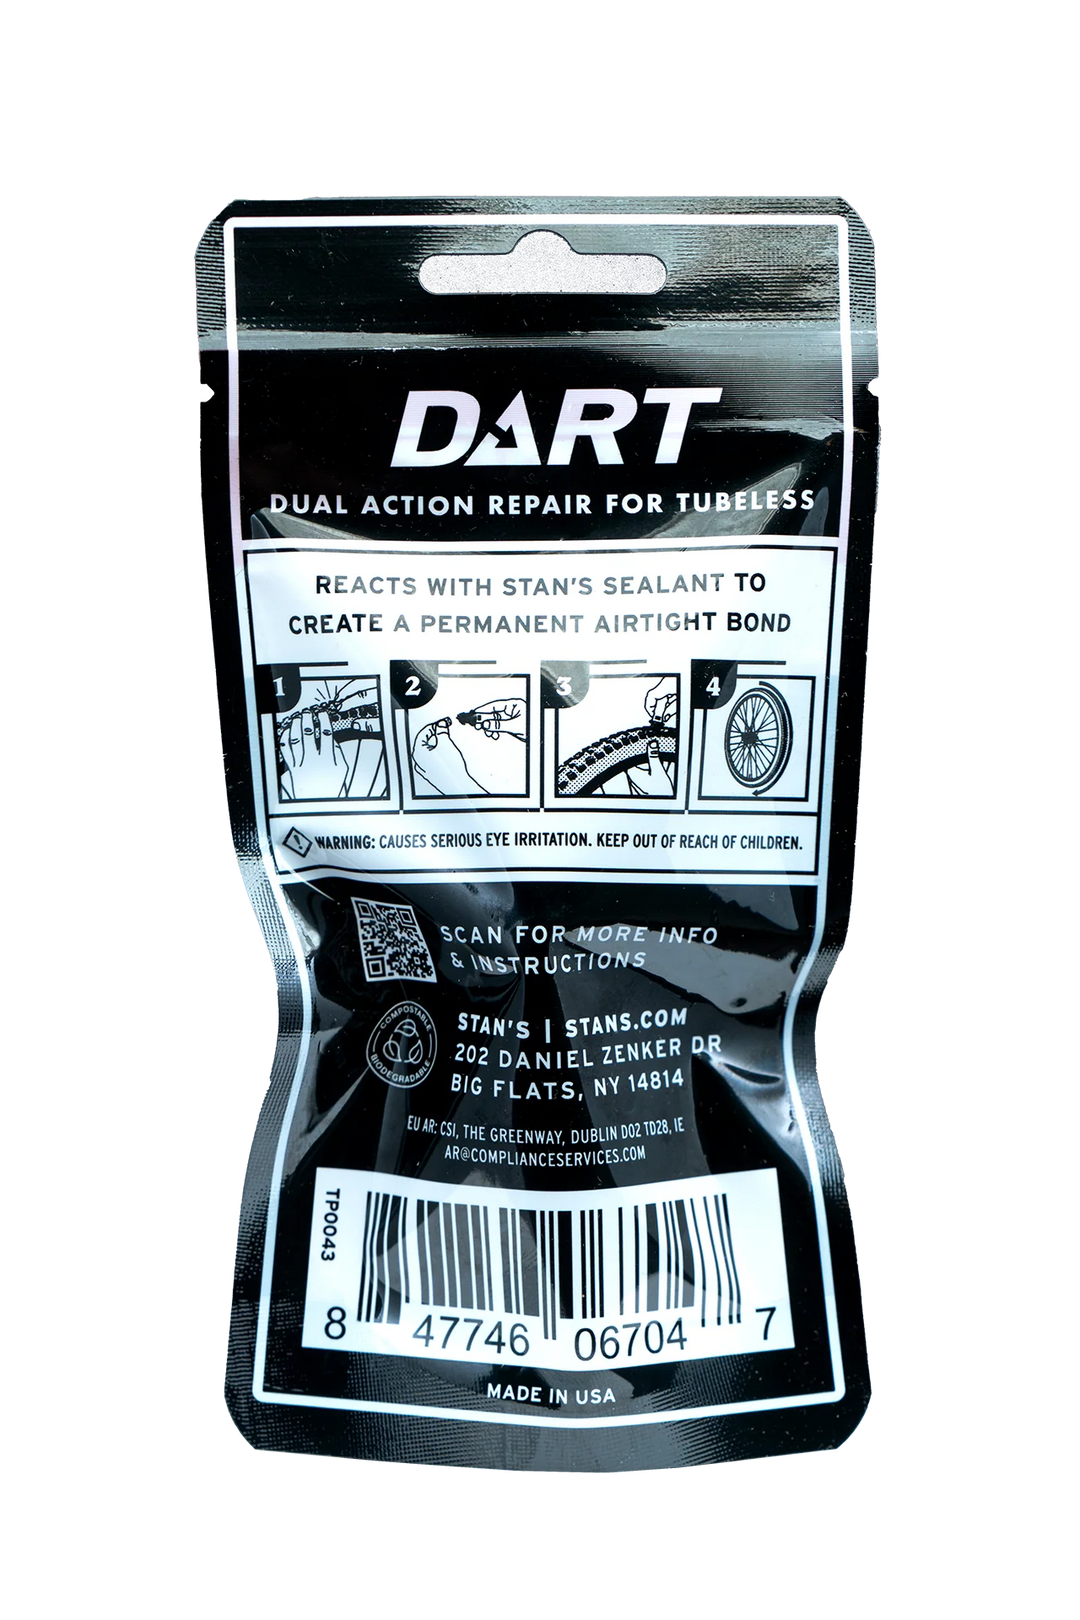 DART
DUAL ACTION REPAIR FOR TUBELESS
REACTS WITH STAN'S SEALANT TO
CREATE A PERMANENT AIRTIGHT BOND
1 2 3 4
WARNING: CAUSES SERIOUS EYE IRRITATION. KEEP OUT OF REACH OF CHILDREN.
SCAN FOR MORE INFO
& INSTRUCTIONS
COMPOSTABLE
BIODEGRADABLE
STAN'S | STANS.COM
202 DANIEL ZENKER DR
BIG FLATS, NY 14814
EU AR: CSI, THE GREENWAY, DUBLIN D02 TD28, IE
AR@COMPLIANCESERVICES.COM
TP0043
8 47746 06704 7
MADE IN USA